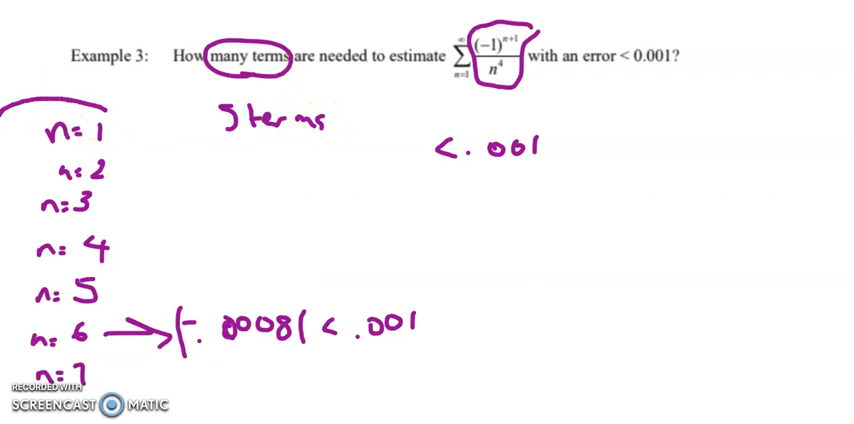 Example 3: How many terms are needed to estimate ∑_{n=1}^{∞} (-1)^{n+1}/n^4 with an error < 0.001?
5 terms
< .001
n=1
n=2
n=3
n=4
n=5
n=6 → |-.0008| < .001
n=7
RECORDED WITH
SCREENCAST MATIC